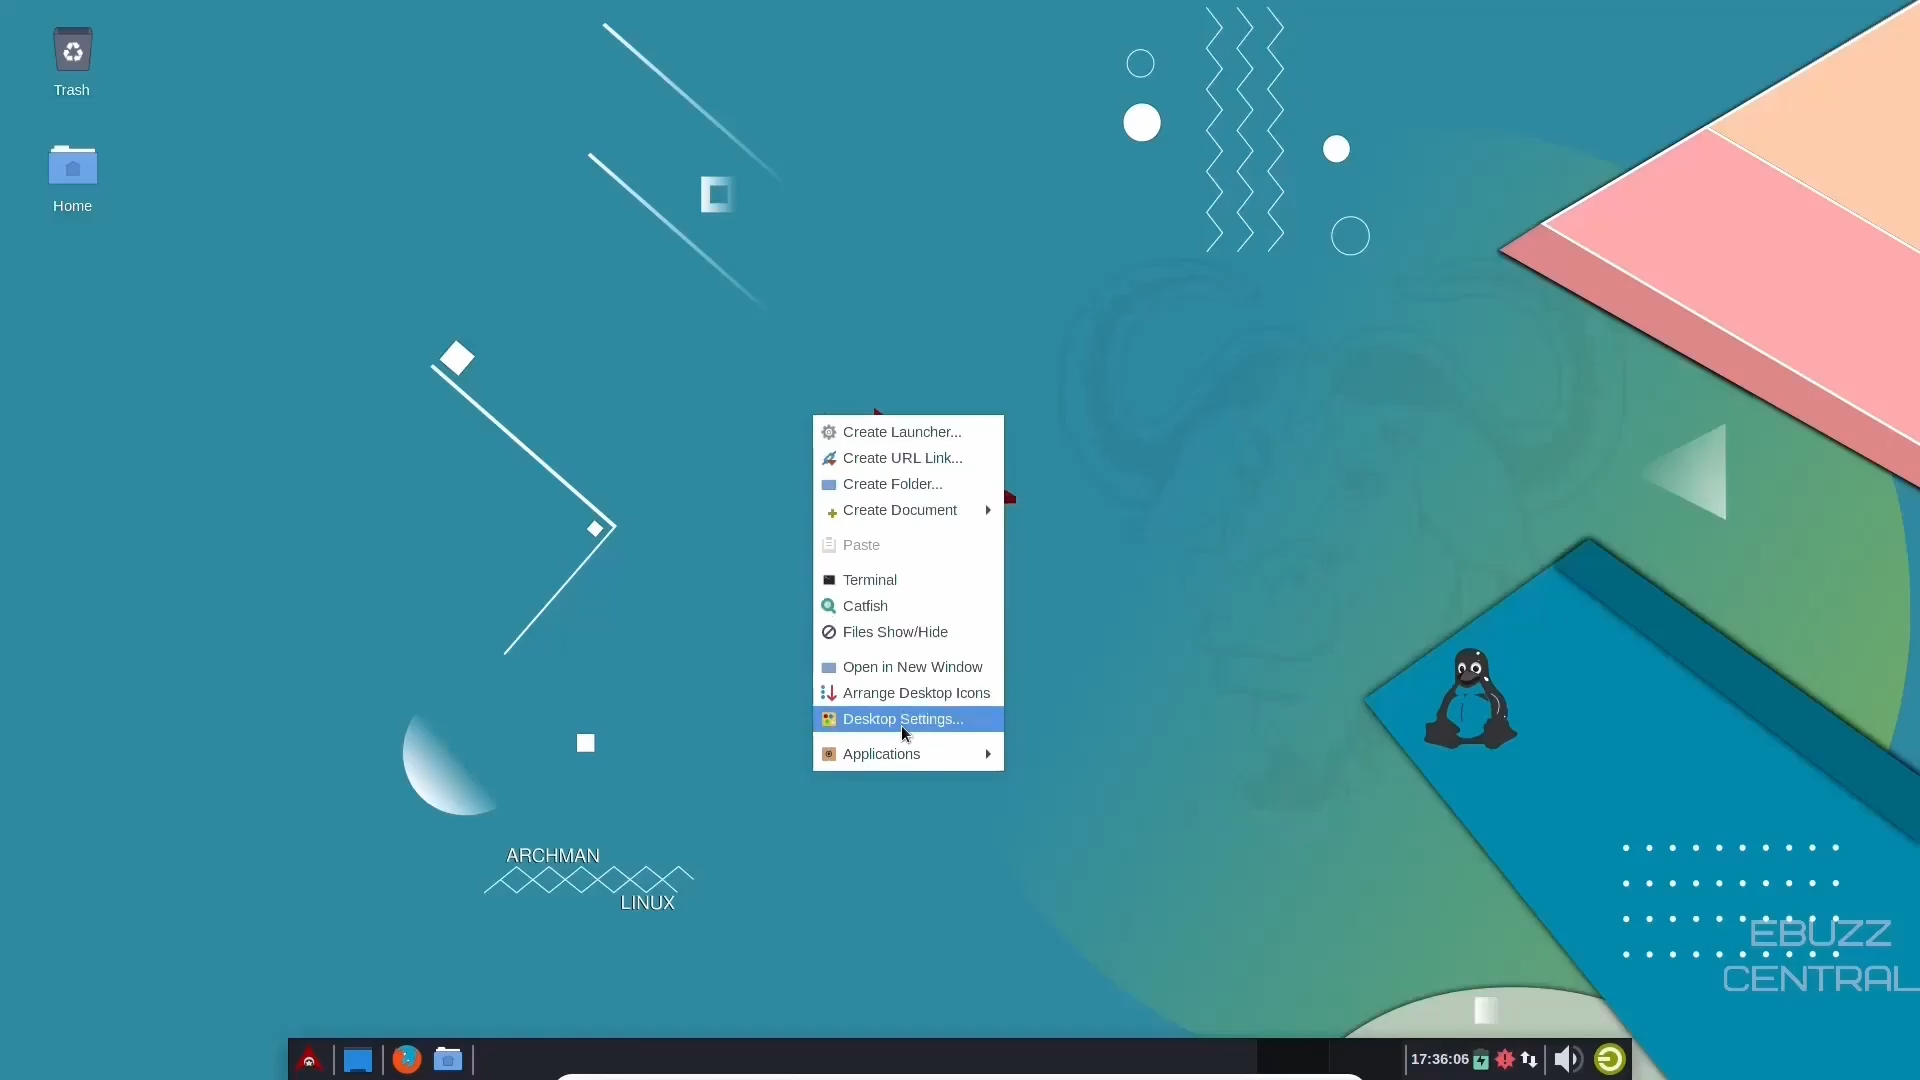 Trash
Home
Create Launcher...
Create URL Link...
Create Folder...
Create Document
Paste
Terminal
Catfish
Files Show/Hide
Open in New Window
Arrange Desktop Icons
Desktop Settings...
Applications
ARCHMAN
LINUX
EBUZZ
CENTRAL
17:36:06